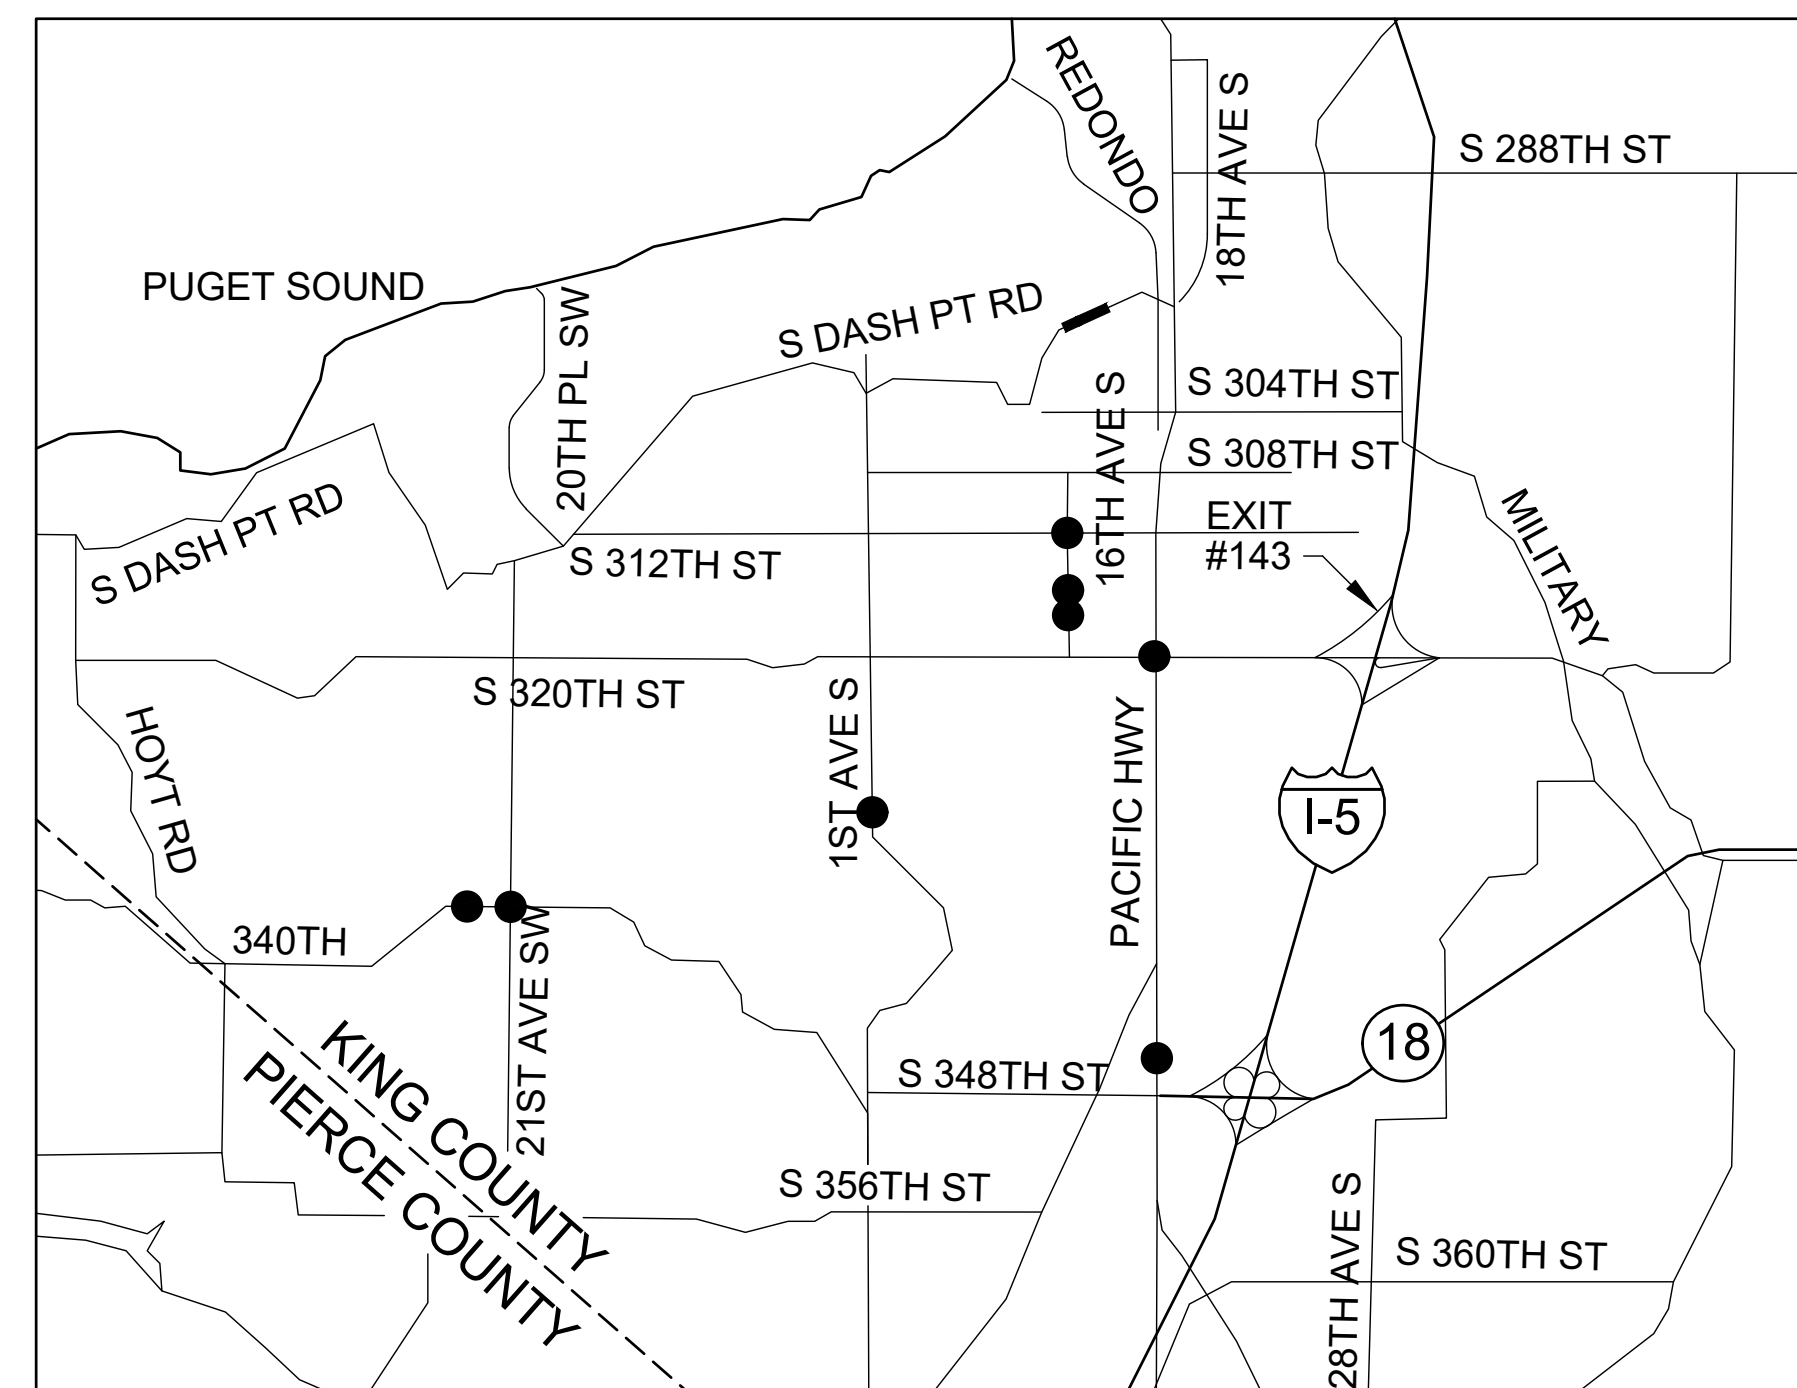 REDONDO
18TH AVE S
S 288TH ST
PUGET SOUND
20TH PL SW
S DASH PT RD
16TH AVE S
S 304TH ST
S 308TH ST
S DASH PT RD
S 312TH ST
EXIT
#143
MILITARY
S 320TH ST
HOYT RD
1ST AVE S
PACIFIC HWY
I-5
340TH
21ST AVE SW
KING COUNTY
PIERCE COUNTY
18
S 348TH ST
S 356TH ST
28TH AVE S
S 360TH ST